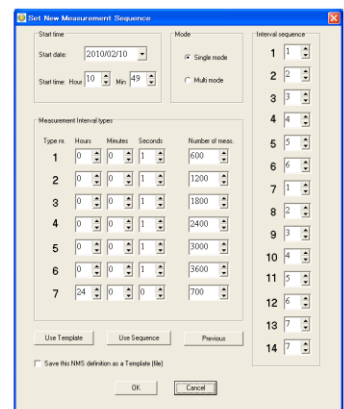 Set New Measurement Sequence
Start time
Start date: 2010/02/10
Start time: Hour 10 Min 49
Mode
Single mode
Multi mode
Measurement Interval types
Type nr. Hours Minutes Seconds Number of meas.
1 0 0 1 600
2 0 0 1 1200
3 0 0 1 1800
4 0 0 1 2400
5 0 0 1 3000
6 0 0 1 3600
7 24 0 0 700
Use Template Use Sequence Previous
Save this NMS definition as a Template (file)
OK Cancel
Interval sequence
1 1
2 2
3 3
4 4
5 5
6 6
7 1
8 2
9 3
10 4
11 5
12 6
13 7
14 7